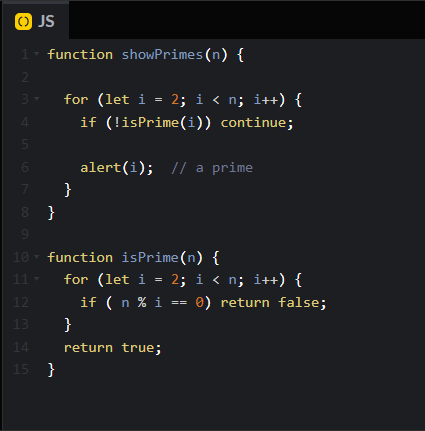 JS
1 function showPrimes(n) {
2
3 for (let i = 2; i < n; i++) {
4 if (!isPrime(i)) continue;
5
6 alert(i);  // a prime
7 }
8 }
9
10 function isPrime(n) {
11 for (let i = 2; i < n; i++) {
12 if ( n % i == 0) return false;
13 }
14 return true;
15 }